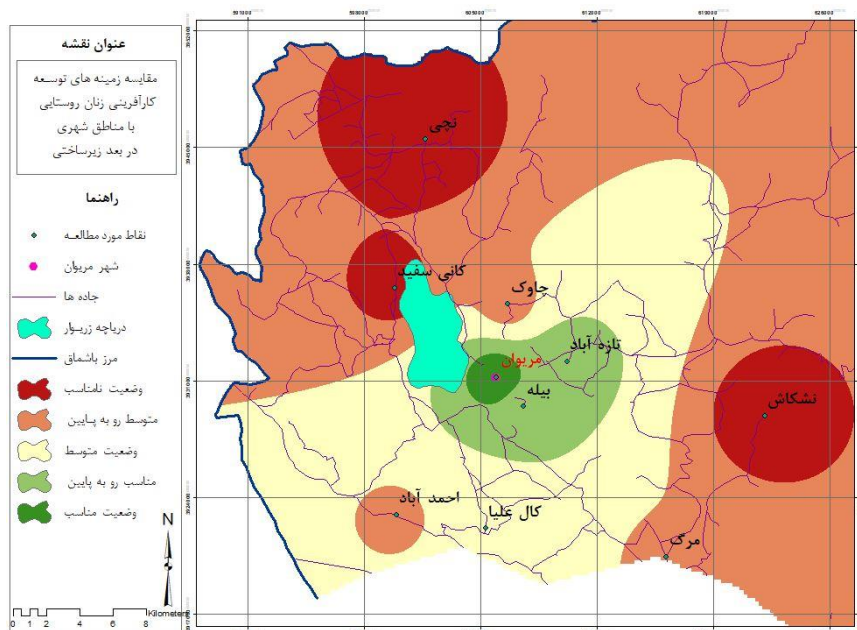 عنوان نقشه
مقایسه زمینه های توسعه
کارآفرینی زنان روستایی
با مناطق شهری
در بعد زیرساختی
راهنما
نقاط مورد مطالعه
شهر مریوان
جاده ها
دریاچه زریوار
مرز باشماق
وضعیت نامناسب
متوسط رو به پایین
وضعیت متوسط
مناسب رو به پایین
وضعیت مناسب
N
0 1 2 4 6 8 Kilometers
نچی
کانی سفید
چاوک
تازه آباد
مریوان
بیله
نشکاش
احمد آباد
کال علیا
مرگ